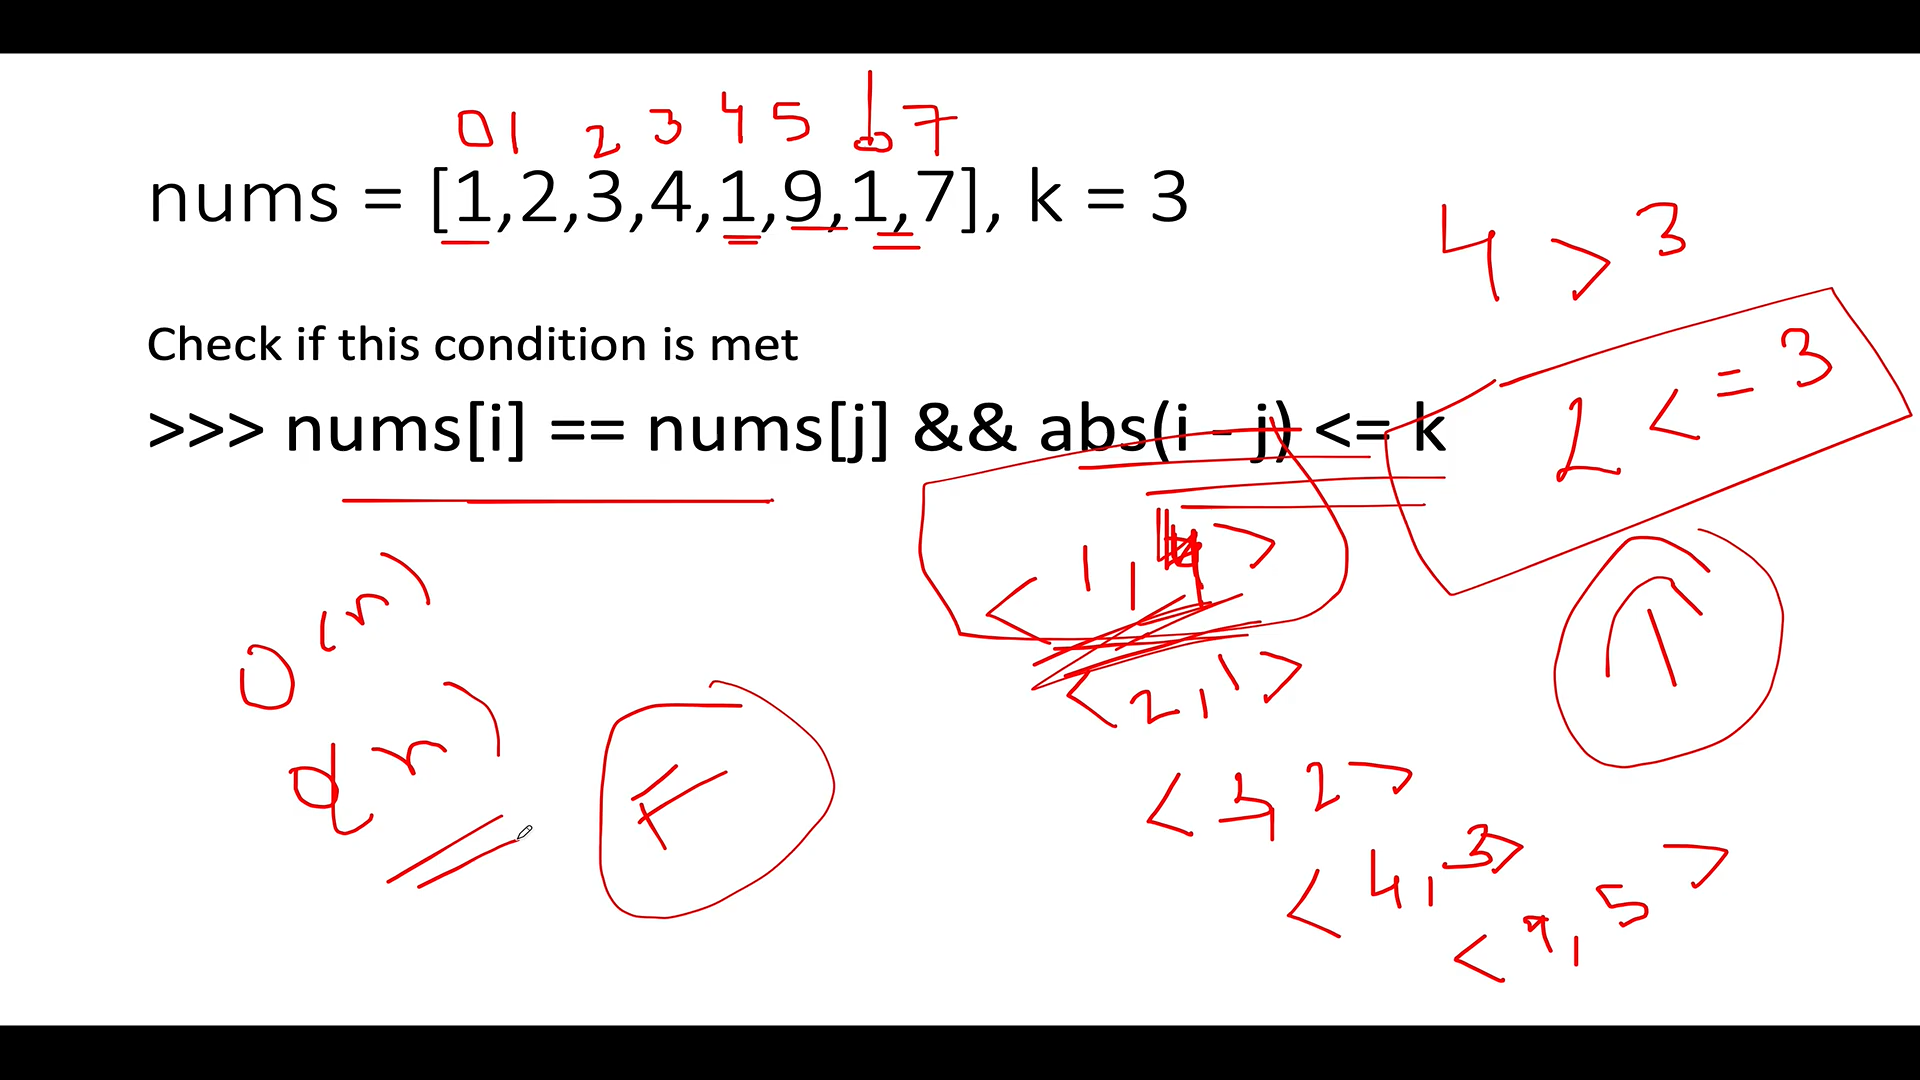 0 1 2 3 4 5 6 7
nums = [1,2,3,4,1,9,1,7], k = 3
4 > 3
Check if this condition is met
2 <= 3
>>> nums[i] == nums[j] && abs(i - j) <= k
<1, 4>
O(n)
<2, 1>
O(n)
F
T
<3, 2>
<4, 3>
<9, 5>